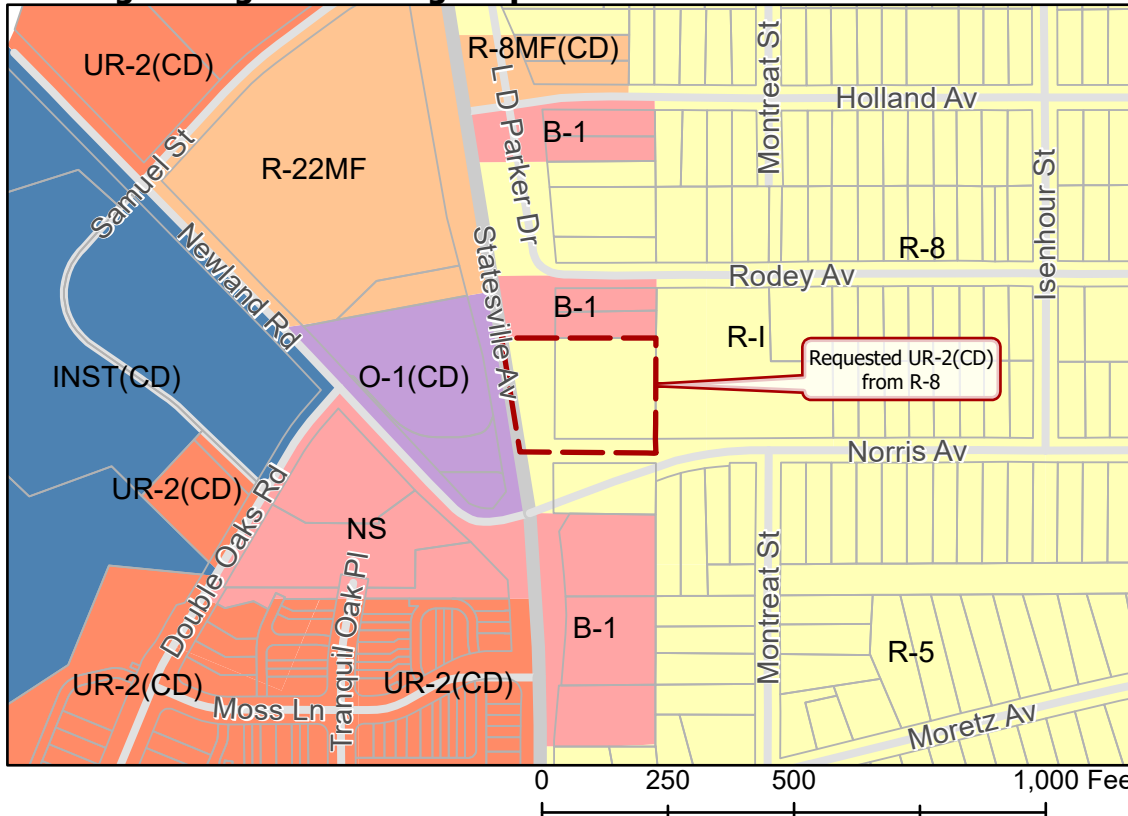 UR-2(CD)
R-8MF(CD)
L D Parker Dr
Montreat St
Holland Av
B-1
R-22MF
Samuel St
Isenhour St
Newland Rd
Statesville Av
R-8
Rodey Av
B-1
R-I
Requested UR-2(CD)
from R-8
INST(CD)
O-1(CD)
Norris Av
UR-2(CD)
NS
Double Oaks Rd
Tranquil Oak Pl
B-1
Montreat St
R-5
UR-2(CD)
UR-2(CD)
Moss Ln
Moretz Av
0 250 500 1,000 Fee